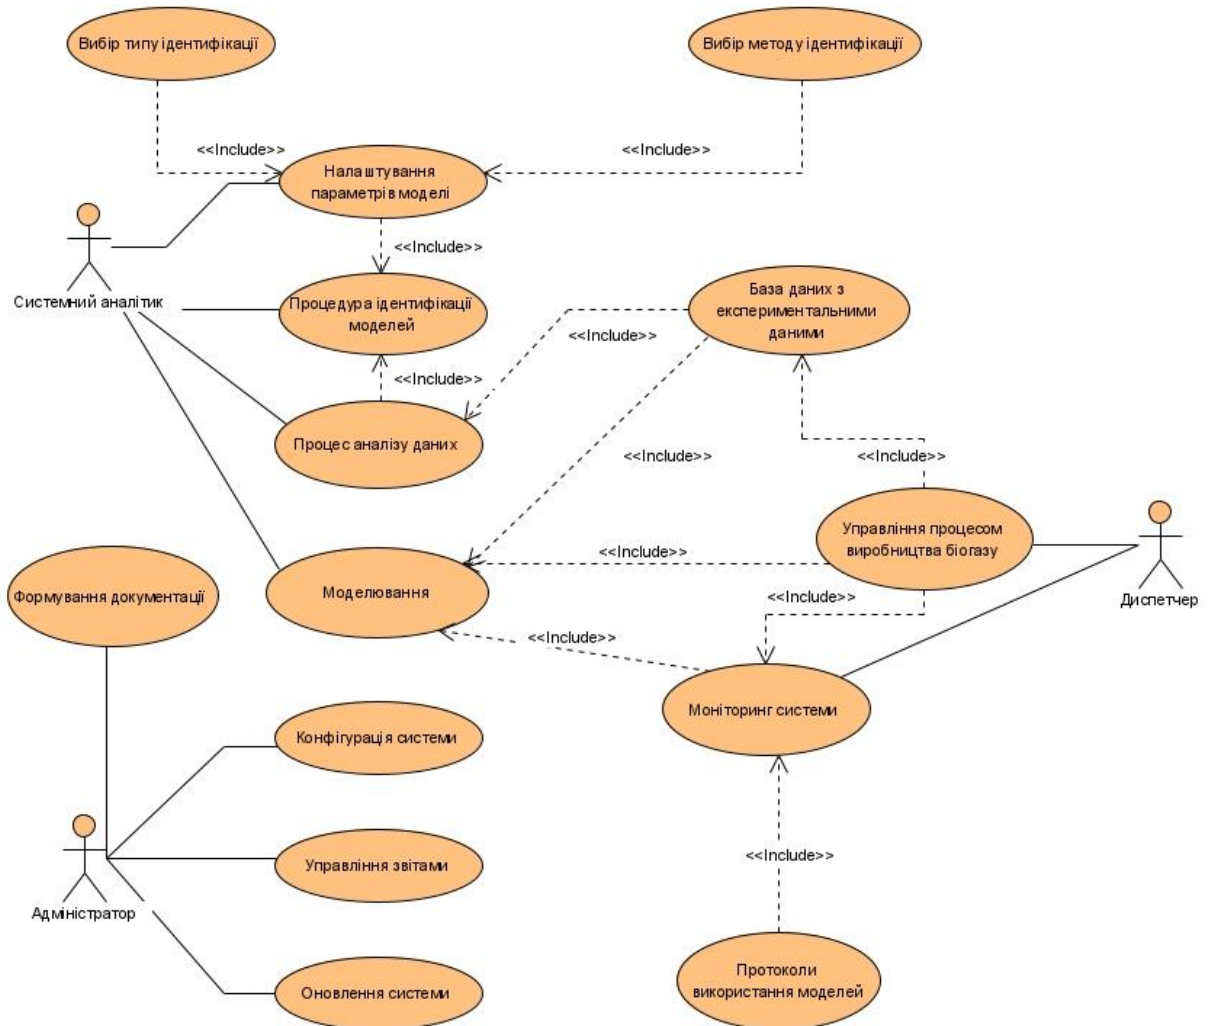 Вибір типу ідентифікації
Вибір методу ідентифікації
<<Include>>
<<Include>>
Налаштування
параметрів моделі
<<Include>>
Системний аналітик
Процедура ідентифікації
моделей
База даних з
експериментальними
даними
<<Include>>
<<Include>>
Процес аналізу даних
<<Include>>
<<Include>>
Управління процесом
виробництва біогазу
<<Include>>
Диспетчер
Формування документації
Моделювання
<<Include>>
<<Include>>
Моніторинг системи
Конфігурація системи
<<Include>>
Управління звітами
Адміністратор
Оновлення системи
Протоколи
використання моделей